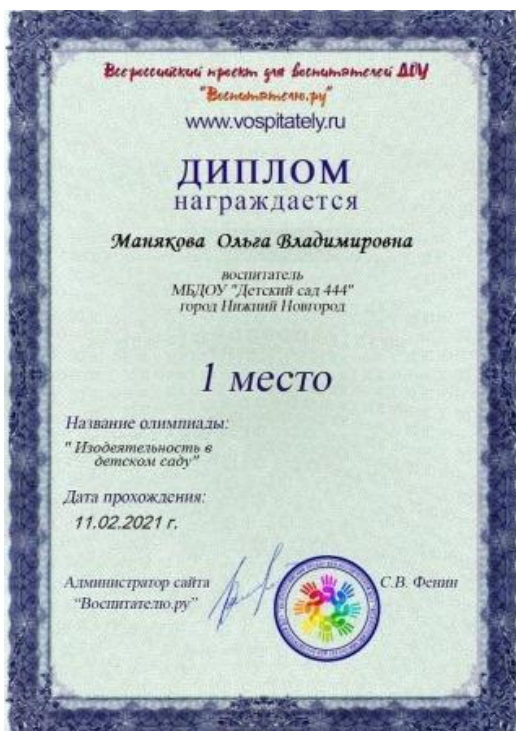 Всероссийский проект для воспитателей ДОУ
"Воспитателю.ру"
www.vospitately.ru
ДИПЛОМ
награждается
Манякова Ольга Владимировна
воспитатель
МБДОУ "Детский сад 444"
город Нижний Новгород
1 место
Название олимпиады:
" Изодеятельность в
детском саду"
Дата прохождения:
11.02.2021 г.
Администратор сайта
"Воспитателю.ру"
С.В. Фенин